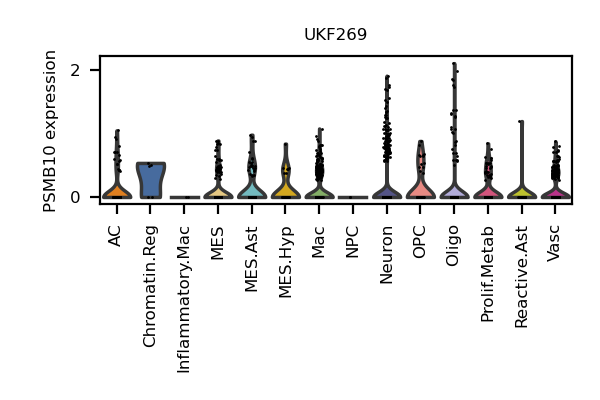 UKF269
PSMB10 expression
2
0
AC
Chromatin.Reg
Inflammatory.Mac
MES
MES.Ast
MES.Hyp
Mac
NPC
Neuron
OPC
Oligo
Prolif.Metab
Reactive.Ast
Vasc